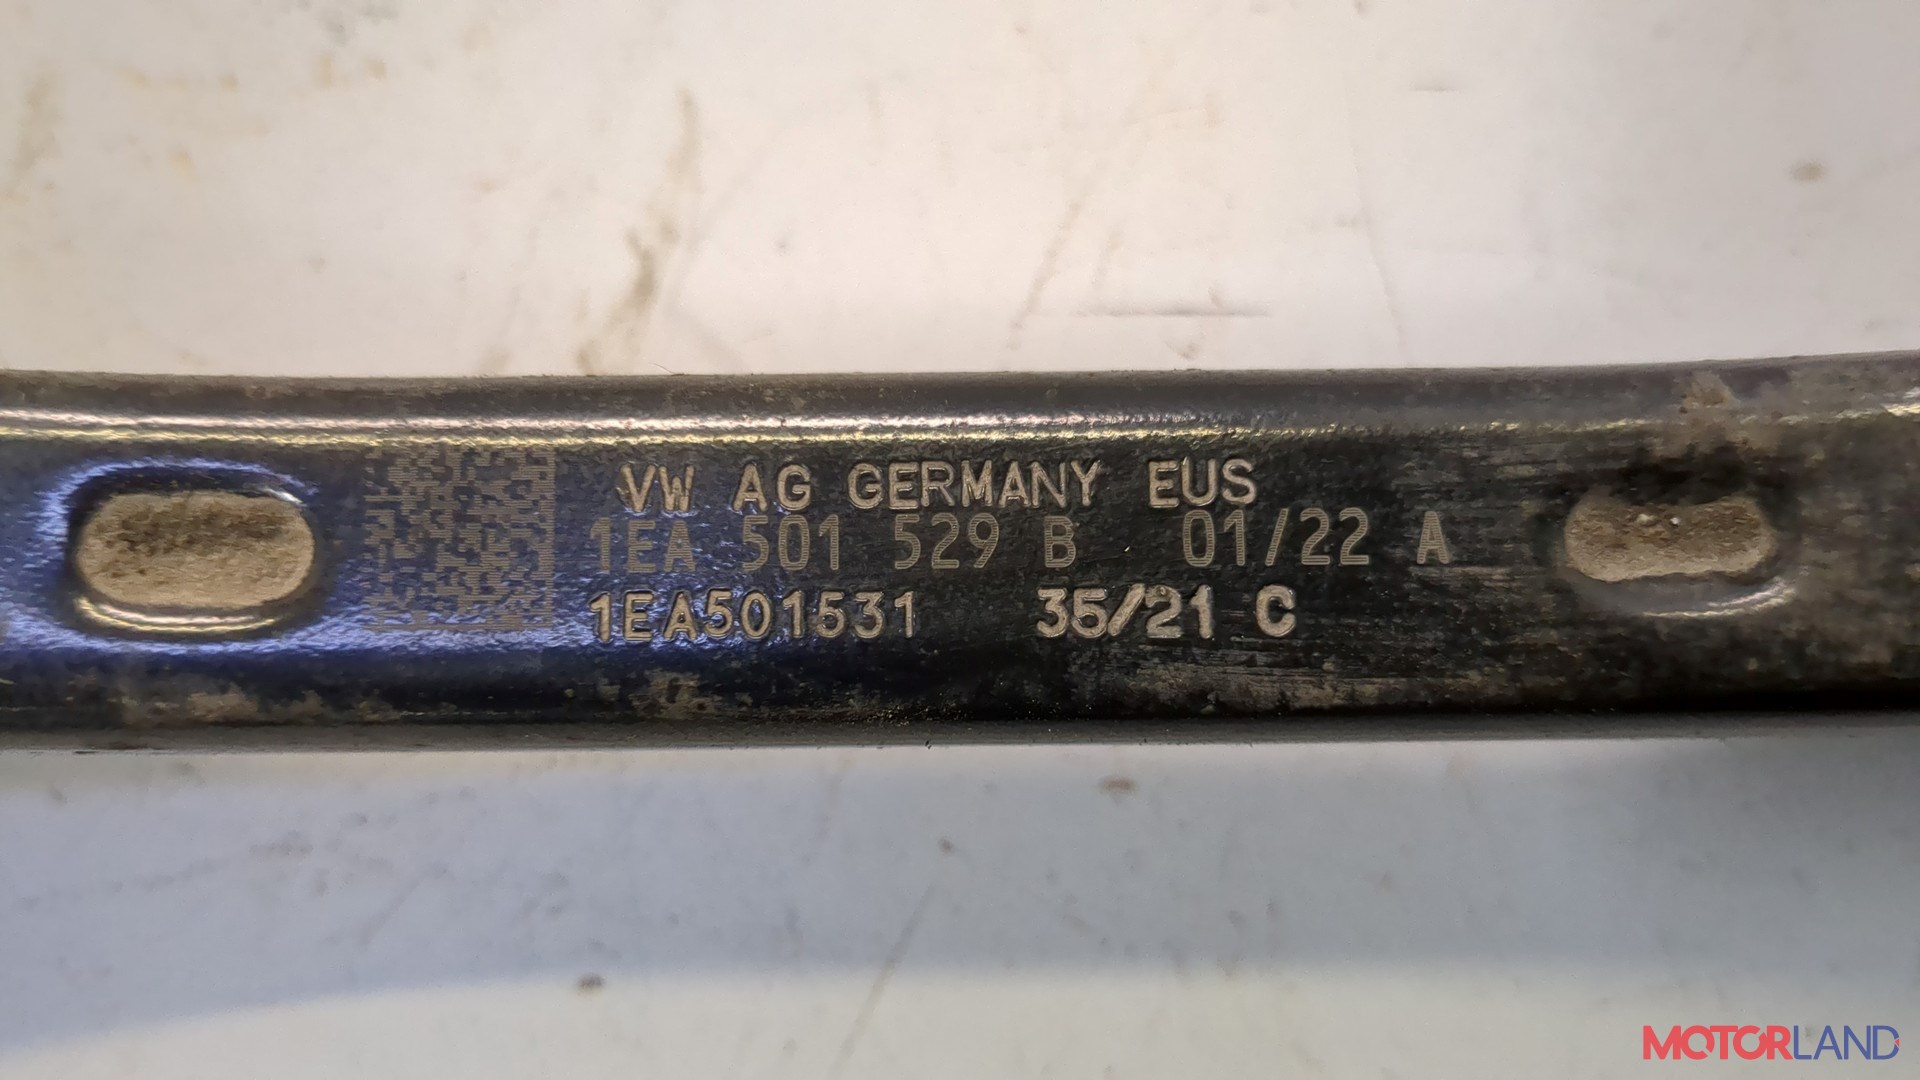 VW AG GERMANY EUS
1EA 501 529 B 01/22 A
1EA501531 35/21 C
MOTORLAND